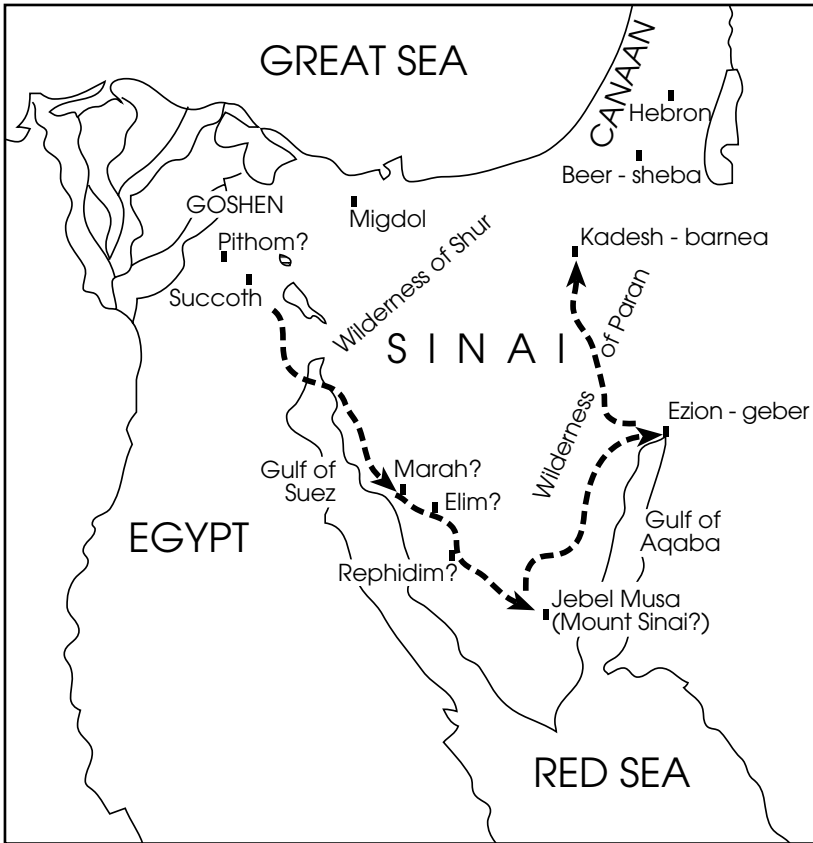 GREAT SEA
CANAAN
Hebron
Beer - sheba
GOSHEN
Migdol
Pithom?
Kadesh - barnea
Succoth
Wilderness of Shur
SINAI
Wilderness
of Paran
Ezion - geber
Gulf of
Suez
Marah?
Elim?
Gulf of
Aqaba
EGYPT
Rephidim?
Jebel Musa
(Mount Sinai?)
RED SEA